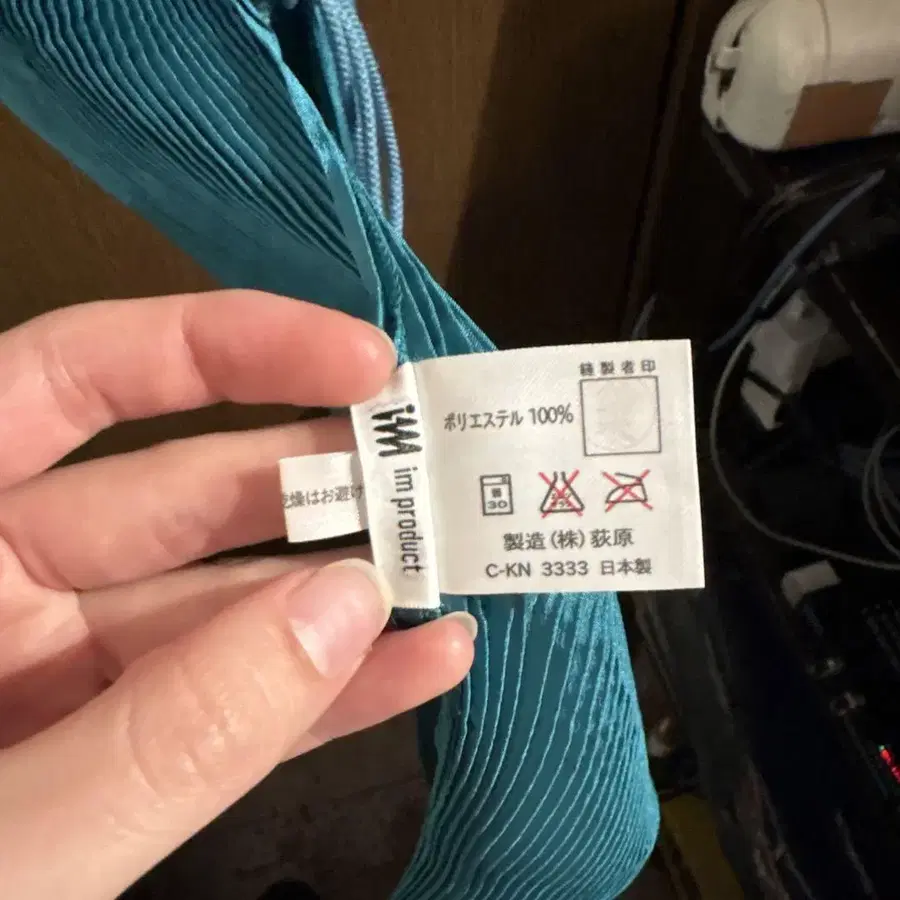 im product
縫製者印
ポリエステル 100%
30
製造(株)荻原
C-KN 3333 日本製
乾燥はお避け